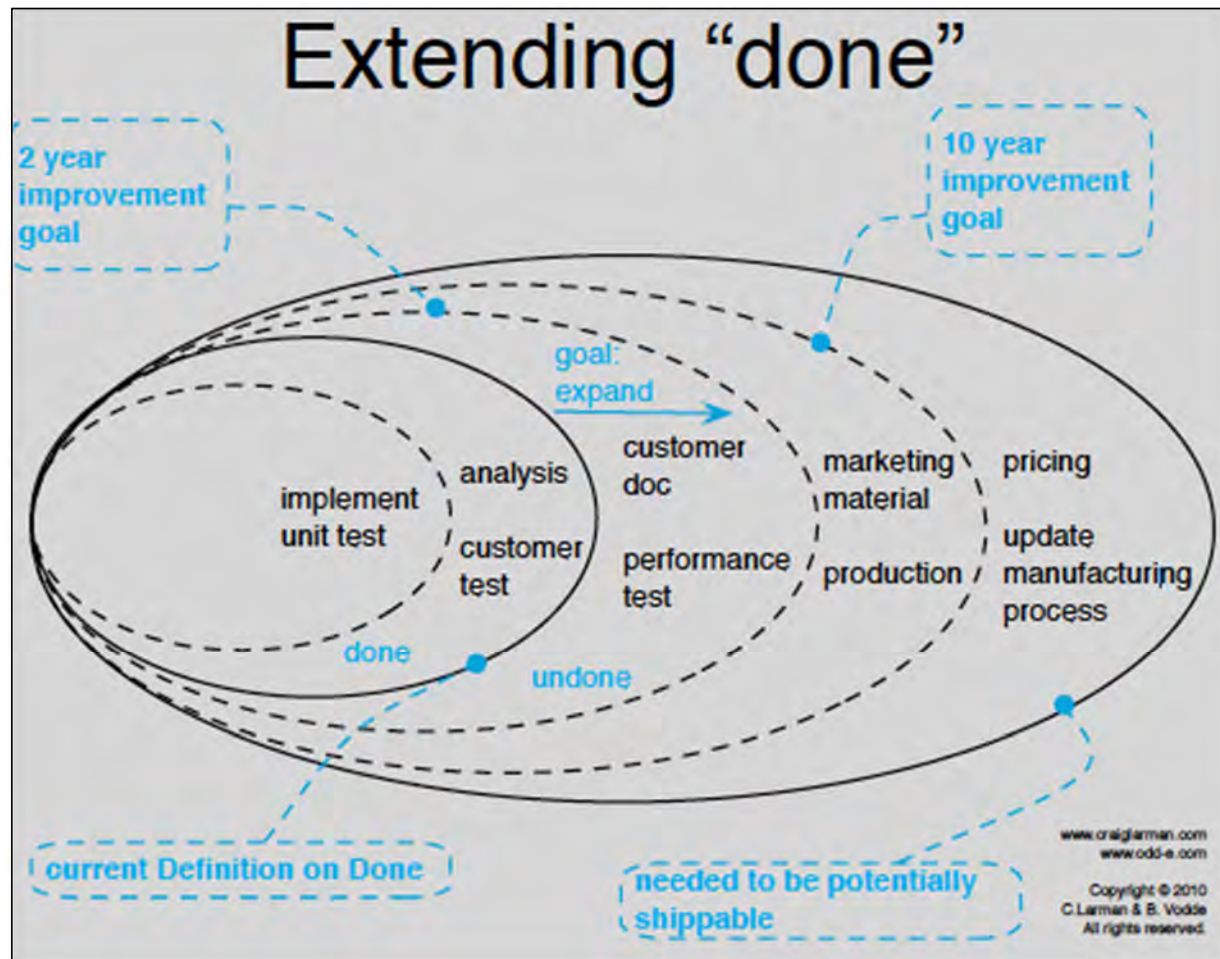 Extending “done”
2 year
improvement
goal
10 year
improvement
goal
goal:
expand
implement
unit test
analysis
customer
test
customer
doc
performance
test
marketing
material
production
pricing
update
manufacturing
process
done
undone
current Definition on Done
needed to be potentially
shippable
www.craiglarman.com
www.odd-e.com
Copyright © 2010
C.Larman & B. Vodde
All rights reserved.